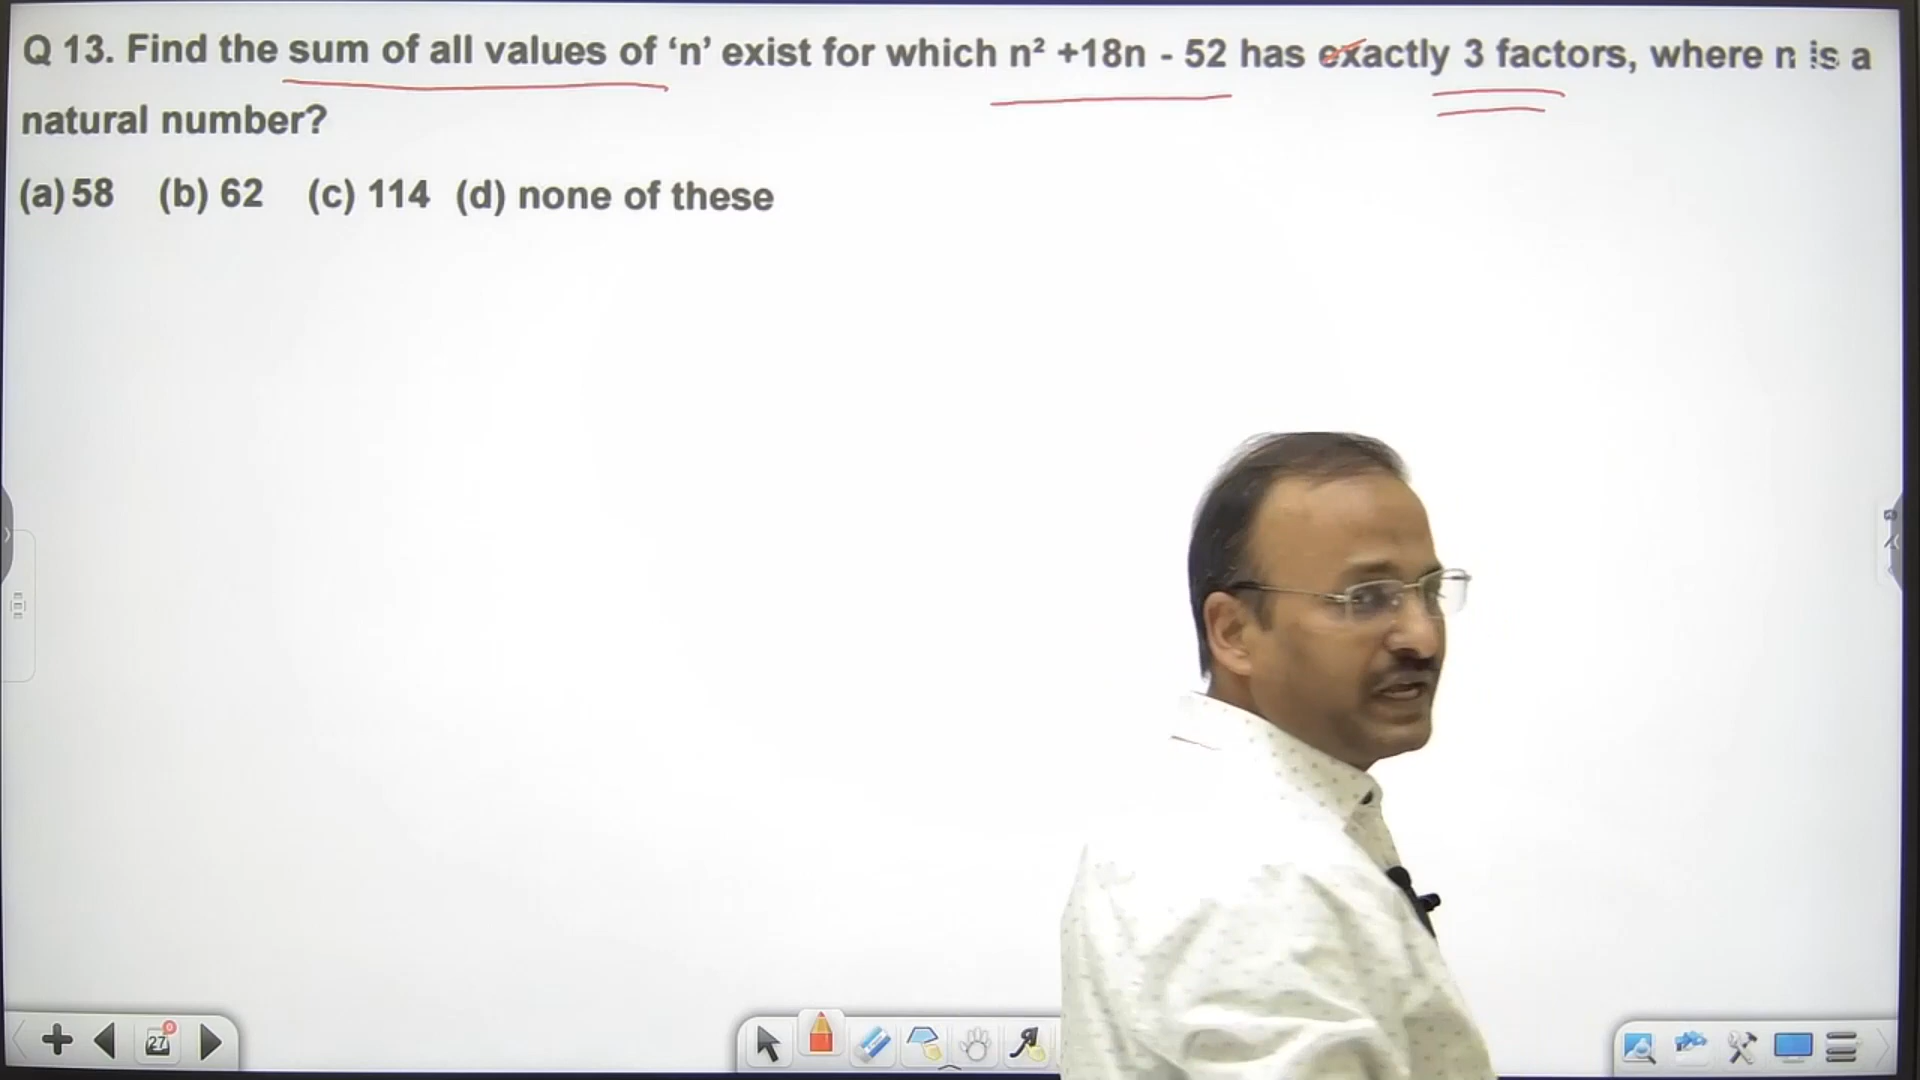 Q 13. Find the sum of all values of ‘n’ exist for which n² +18n - 52 has exactly 3 factors, where n is a
natural number?
(a) 58 (b) 62 (c) 114 (d) none of these
27